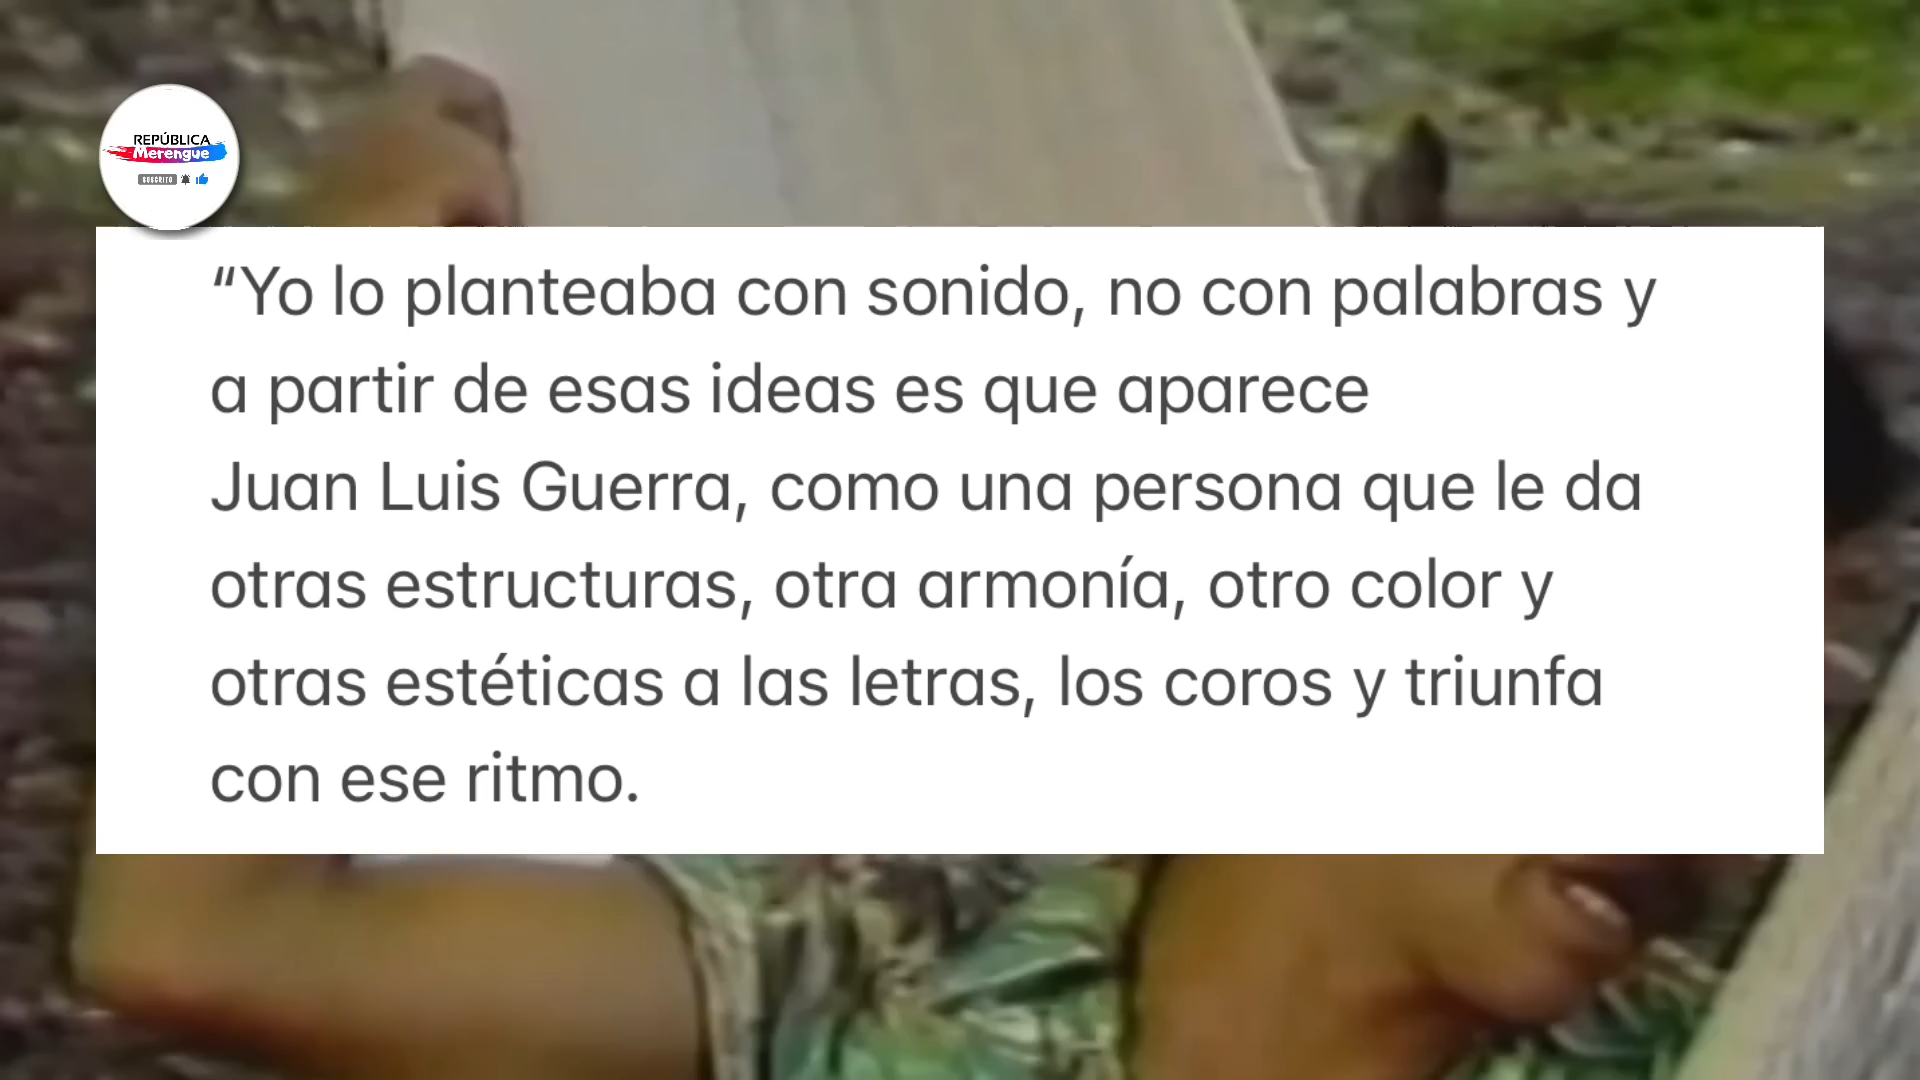 REPÚBLICA
Merengue
SUSCRITO
“Yo lo planteaba con sonido, no con palabras y
a partir de esas ideas es que aparece
Juan Luis Guerra, como una persona que le da
otras estructuras, otra armonía, otro color y
otras estéticas a las letras, los coros y triunfa
con ese ritmo.